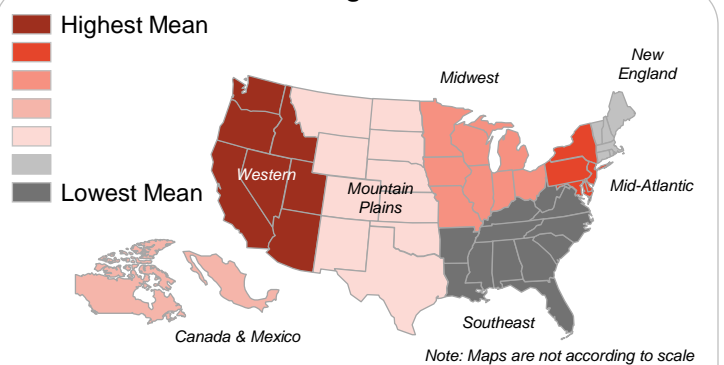 Highest Mean
Lowest Mean
Western
Mountain
Plains
Midwest
New
England
Mid-Atlantic
Southeast
Canada & Mexico
Note: Maps are not according to scale